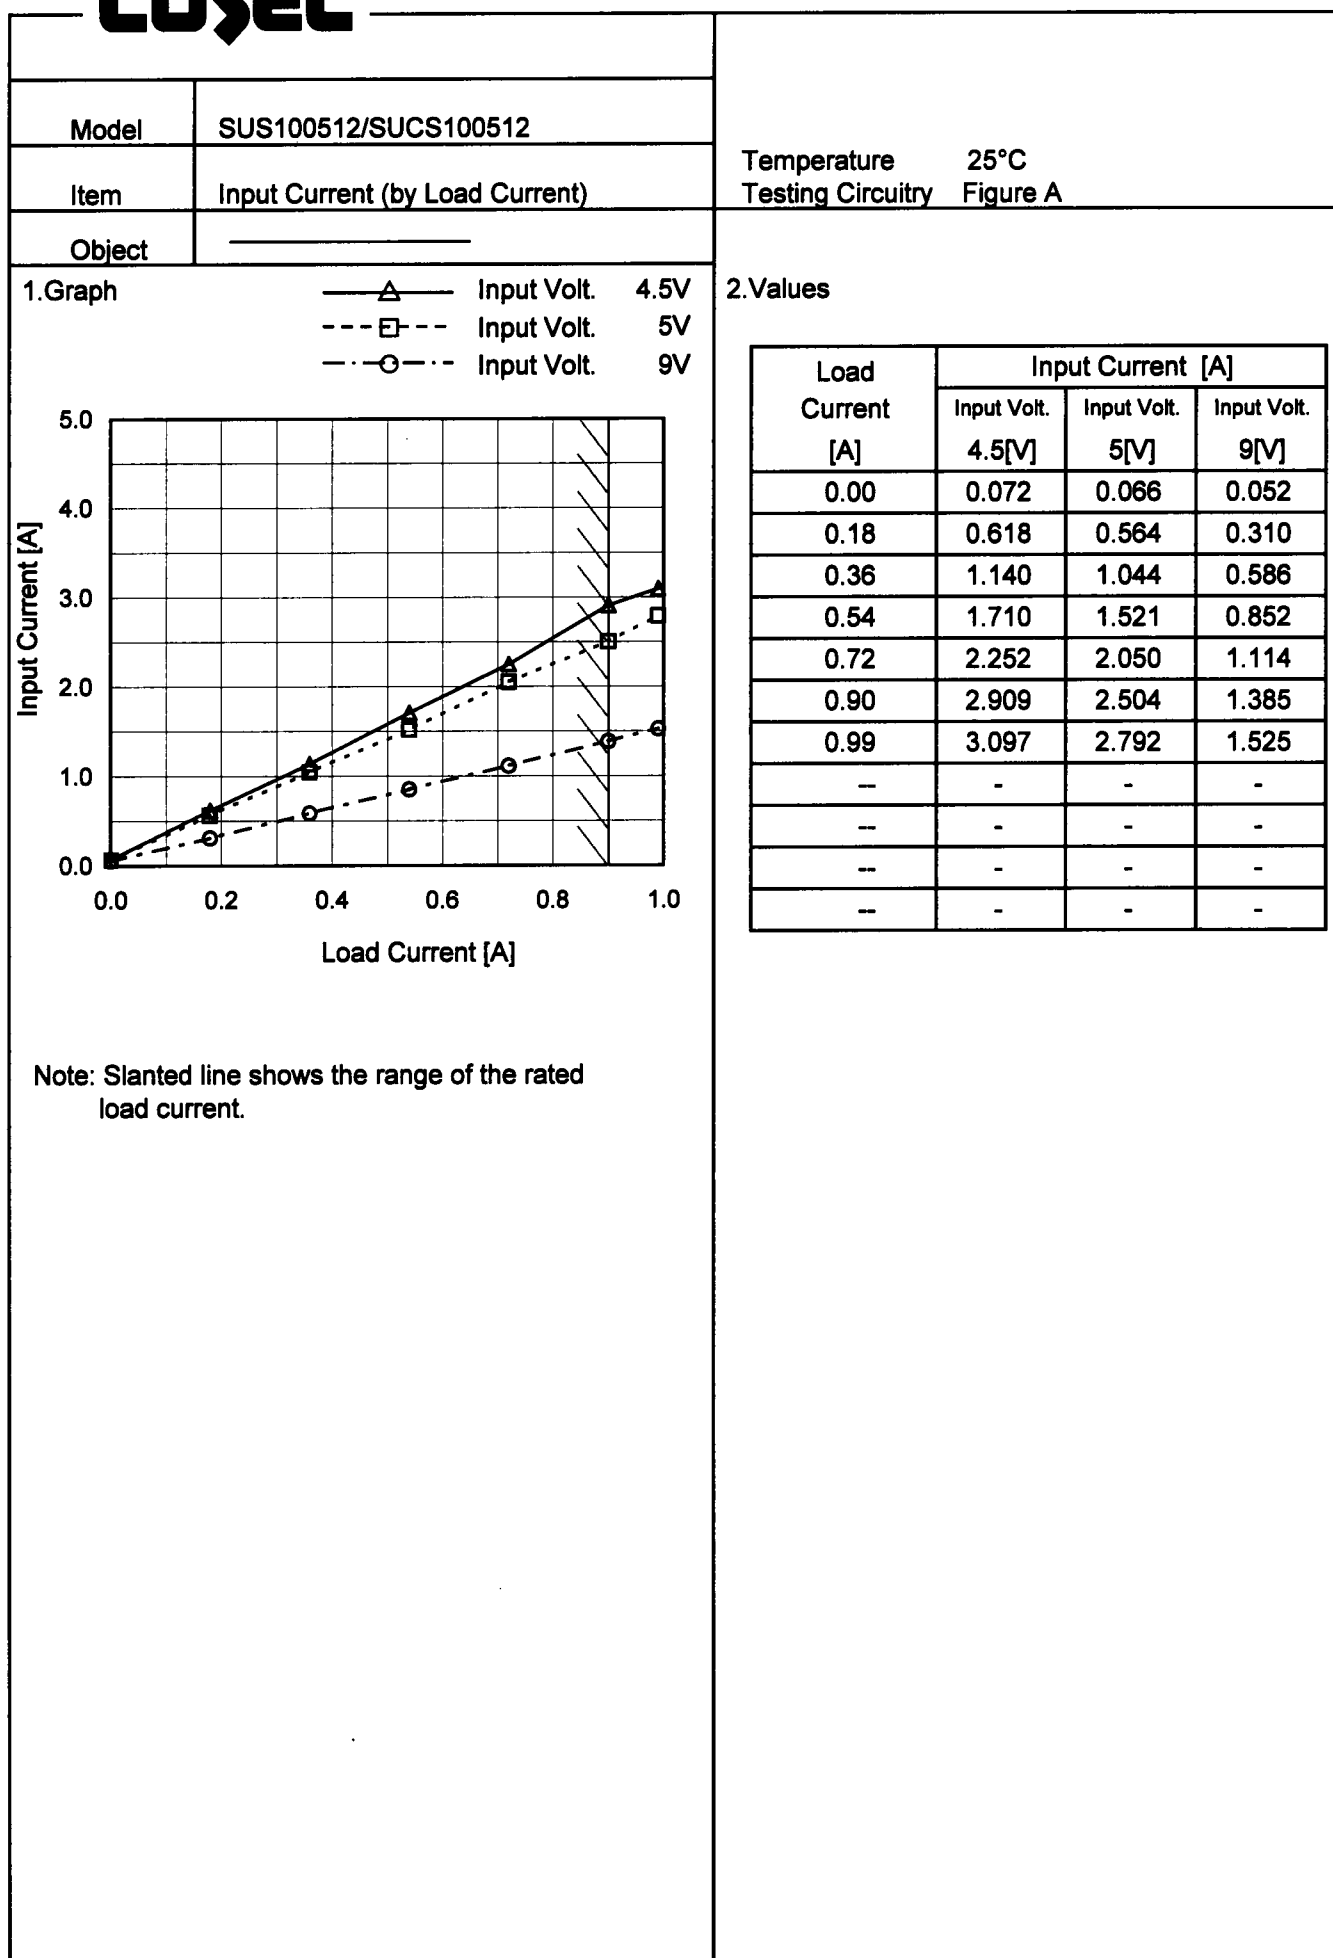 COSEL
Model SUS100512/SUCS100512
Item Input Current (by Load Current)
Object
Temperature 25°C
Testing Circuitry Figure A
1.Graph
Input Volt. 4.5V
Input Volt. 5V
Input Volt. 9V
5.0
4.0
3.0
2.0
1.0
0.0
Input Current [A]
0.0 0.2 0.4 0.6 0.8 1.0
Load Current [A]
Note: Slanted line shows the range of the rated
load current.
2.Values
Load Input Current [A]
Current Input Volt. Input Volt. Input Volt.
[A] 4.5[V] 5[V] 9[V]
0.00 0.072 0.066 0.052
0.18 0.618 0.564 0.310
0.36 1.140 1.044 0.586
0.54 1.710 1.521 0.852
0.72 2.252 2.050 1.114
0.90 2.909 2.504 1.385
0.99 3.097 2.792 1.525
-- - - -
-- - - -
-- - - -
-- - - -